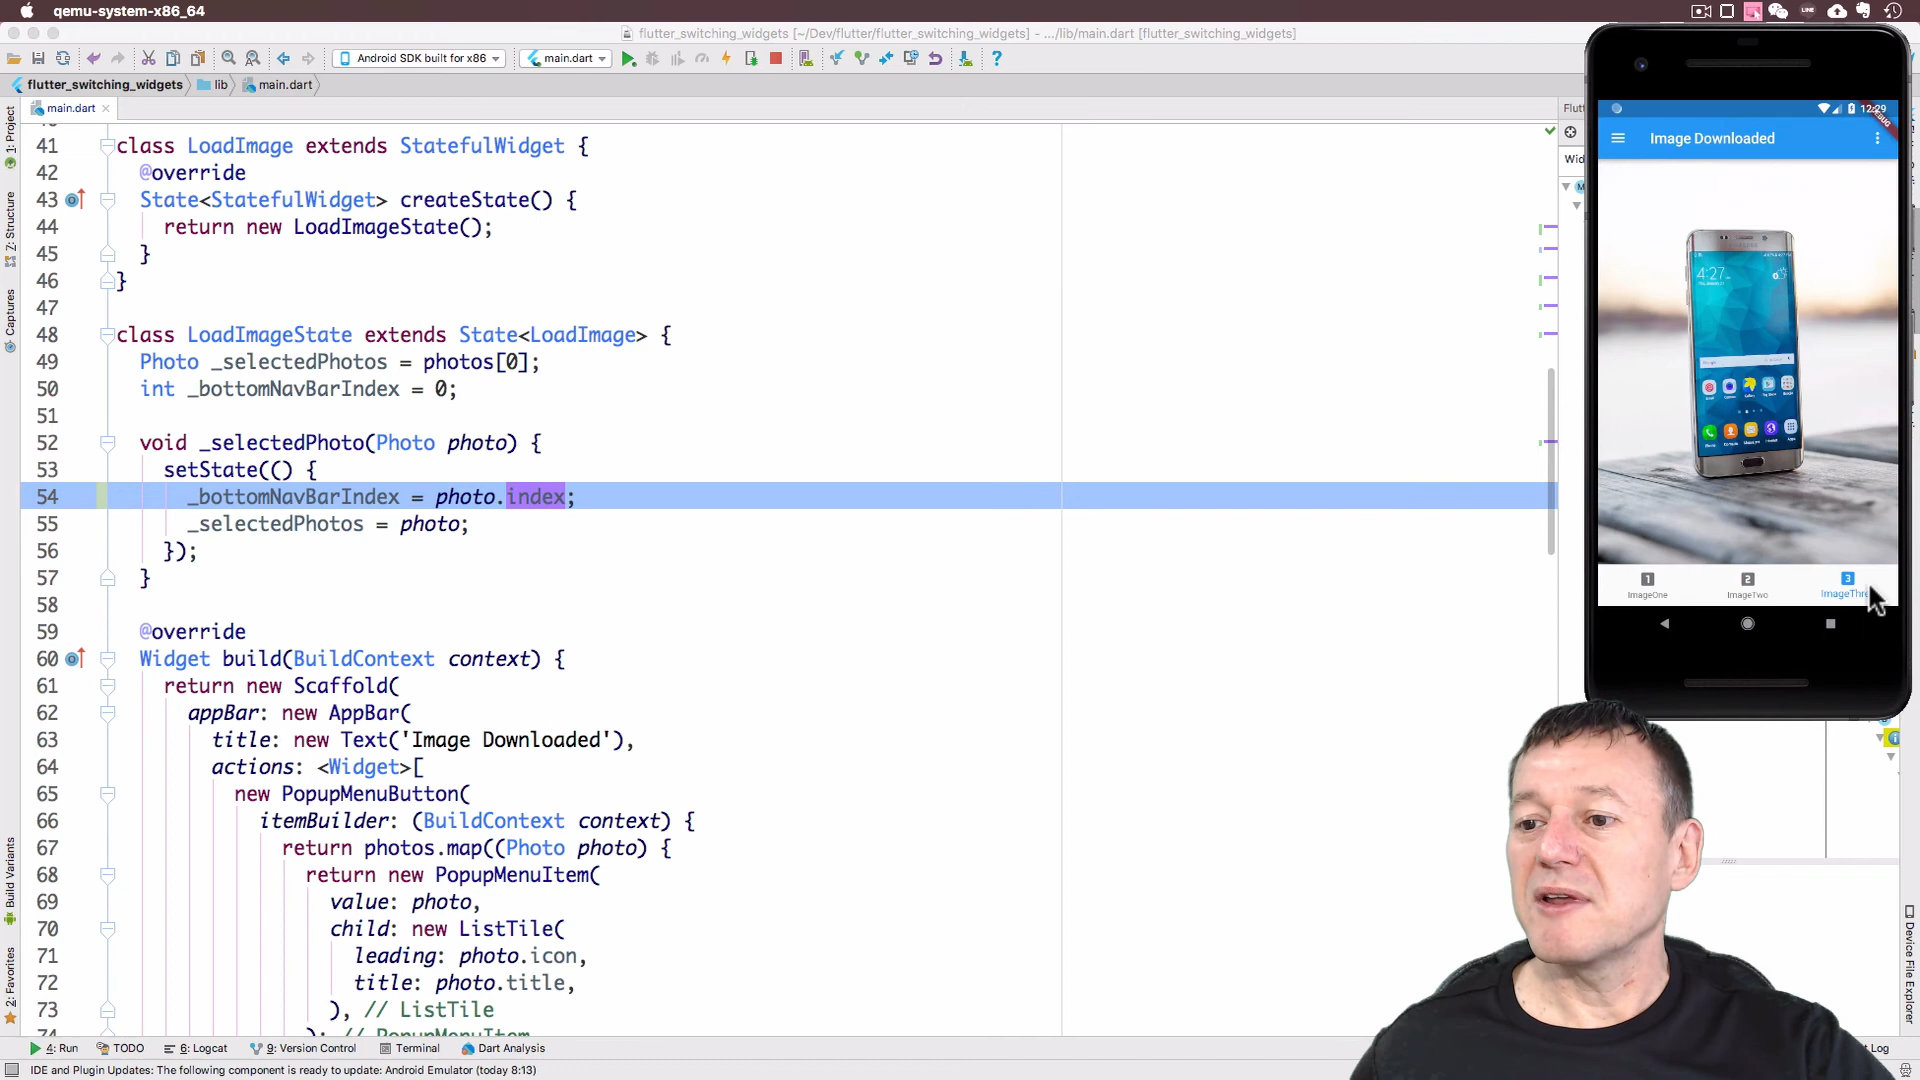 qemu-system-x86_64
flutter_switching_widgets [~/Dev/flutter/flutter_switching_widgets] - .../lib/main.dart [flutter_switching_widgets]
Android SDK built for x86
main.dart
flutter_switching_widgets
lib
main.dart
main.dart
1: Project
Z: Structure
Captures
Build Variants
2: Favorites
41 class LoadImage extends StatefulWidget {
42 @override
43 State<StatefulWidget> createState() {
44 return new LoadImageState();
45 }
46 }
47
48 class LoadImageState extends State<LoadImage> {
49 Photo _selectedPhotos = photos[0];
50 int _bottomNavBarIndex = 0;
51
52 void _selectedPhoto(Photo photo) {
53 setState(() {
54 _bottomNavBarIndex = photo.index;
55 _selectedPhotos = photo;
56 });
57 }
58
59 @override
60 Widget build(BuildContext context) {
61 return new Scaffold(
62 appBar: new AppBar(
63 title: new Text('Image Downloaded'),
64 actions: <Widget>[
65 new PopupMenuButton(
66 itemBuilder: (BuildContext context) {
67 return photos.map((Photo photo) {
68 return new PopupMenuItem(
69 value: photo,
70 child: new ListTile(
71 leading: photo.icon,
72 title: photo.title,
73 ), // ListTile
74 ); // PopupMenuItem
Flut
Wid
12:29
DEBUG
Image Downloaded
4:27
1
ImageOne
2
ImageTwo
3
ImageThr
Device File Explorer
4: Run
TODO
6: Logcat
9: Version Control
Terminal
Dart Analysis
t Log
IDE and Plugin Updates: The following component is ready to update: Android Emulator (today 8:13)